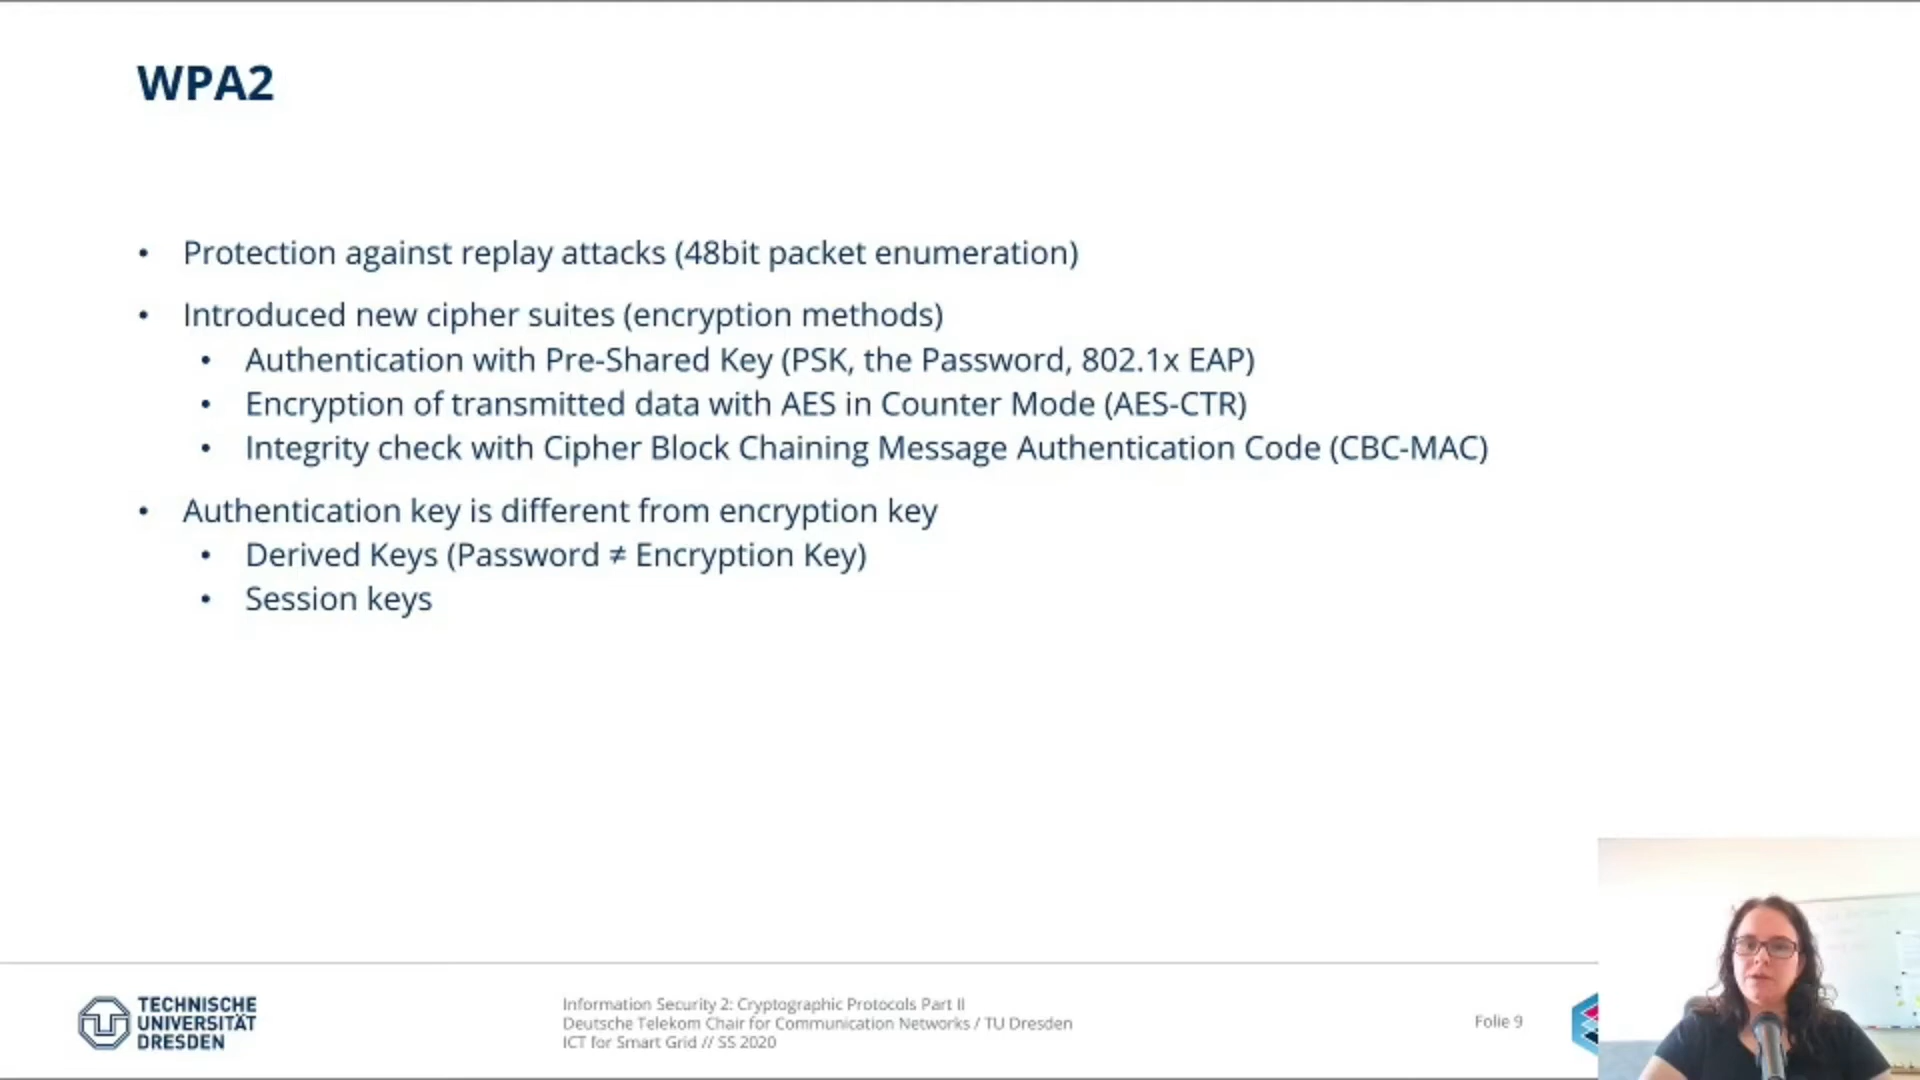 WPA2
• Protection against replay attacks (48bit packet enumeration)
• Introduced new cipher suites (encryption methods)
• Authentication with Pre-Shared Key (PSK, the Password, 802.1x EAP)
• Encryption of transmitted data with AES in Counter Mode (AES-CTR)
• Integrity check with Cipher Block Chaining Message Authentication Code (CBC-MAC)
• Authentication key is different from encryption key
• Derived Keys (Password ≠ Encryption Key)
• Session keys
TECHNISCHE
UNIVERSITÄT
DRESDEN
Information Security 2: Cryptographic Protocols Part II
Deutsche Telekom Chair for Communication Networks / TU Dresden
ICT for Smart Grid // SS 2020
Folie 9